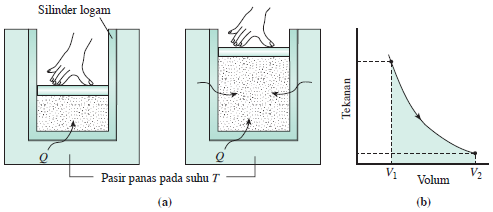 Silinder logam
Q
Q
Pasir panas pada suhu T
(a)
Tekanan
V1
Volum
V2
(b)